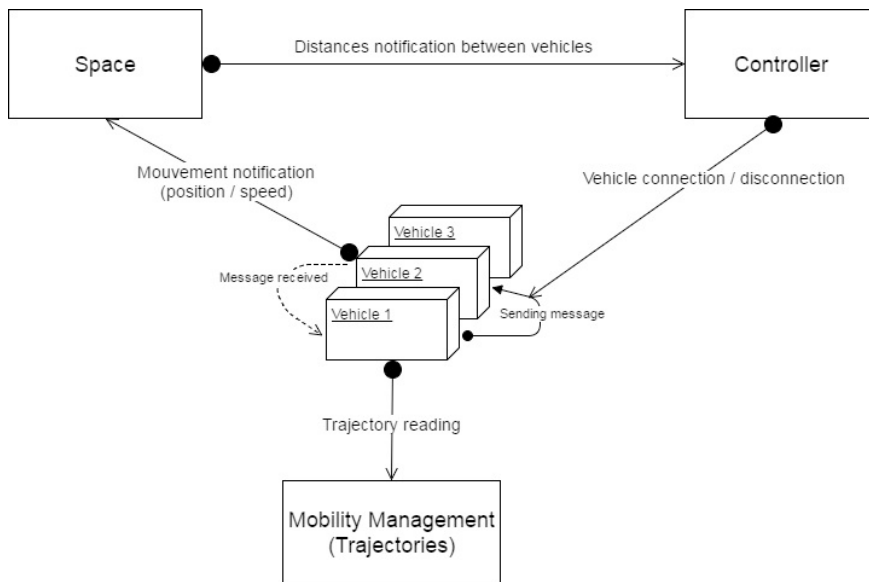 Distances notification between vehicles
Space
Controller
Mouvement notification
(position / speed)
Vehicle connection / disconnection
Vehicle 3
Message received
Vehicle 2
Vehicle 1
Sending message
Trajectory reading
Mobility Management
(Trajectories)